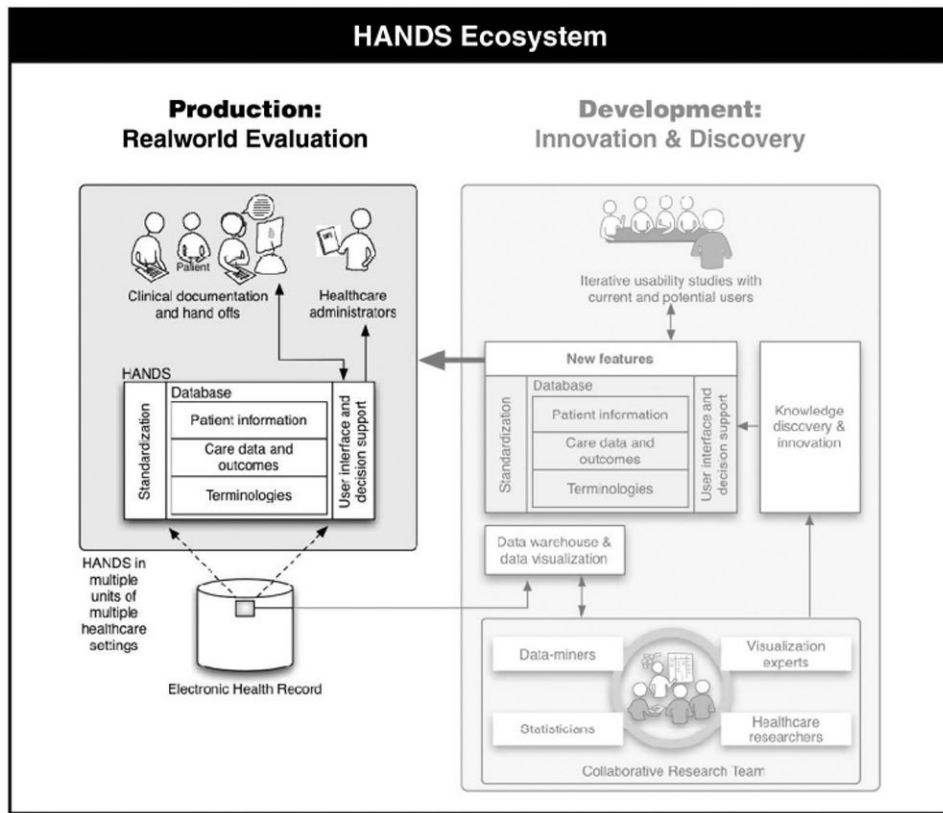 HANDS Ecosystem
Production:
Realworld Evaluation
Patient
Clinical documentation
and hand offs
Healthcare
administrators
HANDS
Standardization
Database
Patient information
Care data and
outcomes
Terminologies
User interface and
decision support
HANDS in
multiple
units of
multiple
healthcare
settings
Electronic Health Record
Development:
Innovation & Discovery
Iterative usability studies with
current and potential users
New features
Standardization
Database
Patient information
Care data and
outcomes
Terminologies
User interface and
decision support
Knowledge
discovery &
innovation
Data warehouse &
data visualization
Data-miners
Visualization
experts
Statisticians
Healthcare
researchers
Collaborative Research Team